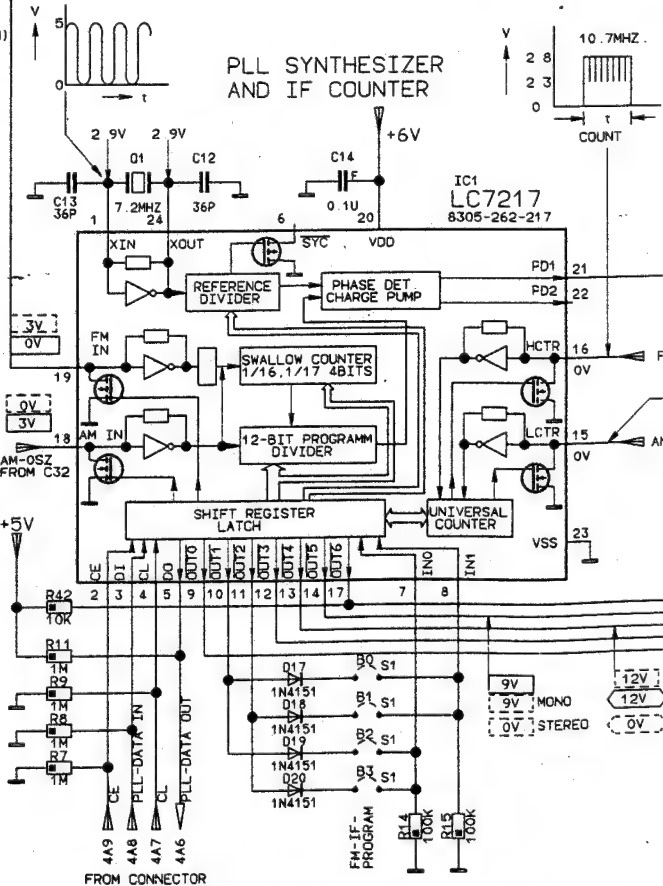 V
5
0
t
PLL SYNTHESIZER
AND IF COUNTER
V
10.7MHZ.
2 8
2 3
0
τ
COUNT
2 9V
2 9V
+6V
Q1
C12
C14
F
C13
36P
7.2MHZ
36P
0.1U
IC1
LC7217
8305-262-217
1
24
6
20
XIN
XOUT
SYC
VDD
REFERENCE
DIVIDER
PHASE DET.
CHARGE PUMP
PD1
21
PD2
22
3V
0V
FM
IN
19
SWALLOW COUNTER
1/16,1/17 4BITS
HCTR
16
0V
F
0V
3V
18
AM IN
AM-OSZ
FROM C32
12-BIT PROGRAMM
DIVIDER
LCTR
15
0V
AM
SHIFT REGISTER
LATCH
UNIVERSAL
COUNTER
VSS
23
+5V
CE
DI
CL
DO
OUT0
OUT1
OUT2
OUT3
OUT4
OUT5
OUT6
IN0
IN1
2
3
4
5
9
10
11
12
13
14
17
7
8
R42
10K
R11
1M
R9
1M
R8
1M
R7
1M
D17
1N4151
B0
S1
D18
1N4151
B1
S1
D19
1N4151
B2
S1
D20
1N4151
B3
S1
9V
9V MONO
0V STEREO
12V
12V
0V
CE
PLL-DATA IN
CL
PLL-DATA OUT
FM-IF-
PROGRAM
R14
100K
R15
100K
4A9
4A8
4A7
4A6
FROM CONNECTOR